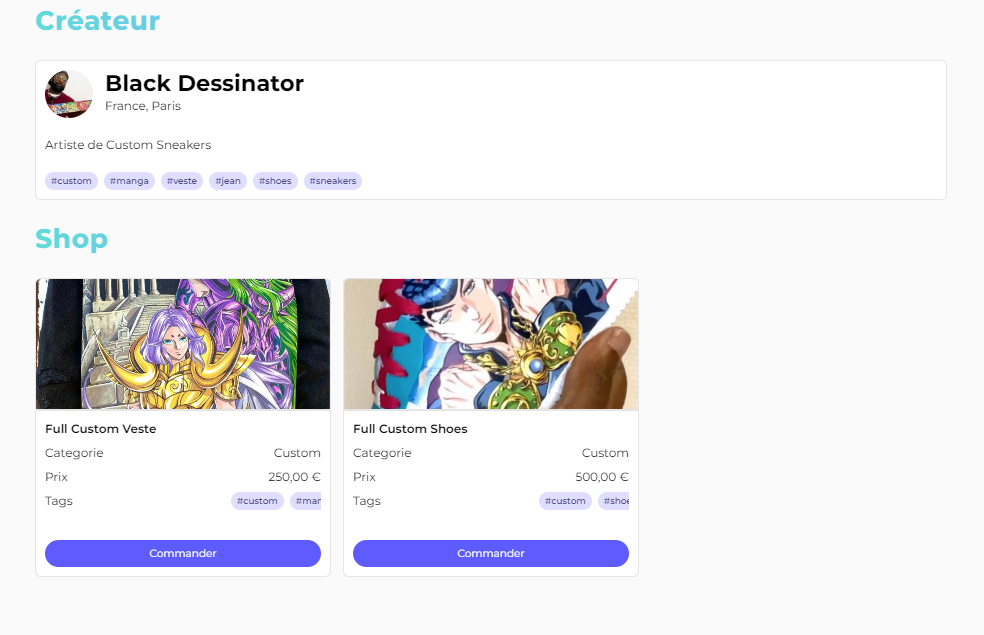 Créateur
Black Dessinator
France, Paris
Artiste de Custom Sneakers
#custom #manga #veste #jean #shoes #sneakers
Shop
Full Custom Veste
Categorie Custom
Prix 250,00 €
Tags #custom #mar
Commander
Full Custom Shoes
Categorie Custom
Prix 500,00 €
Tags #custom #shoe
Commander